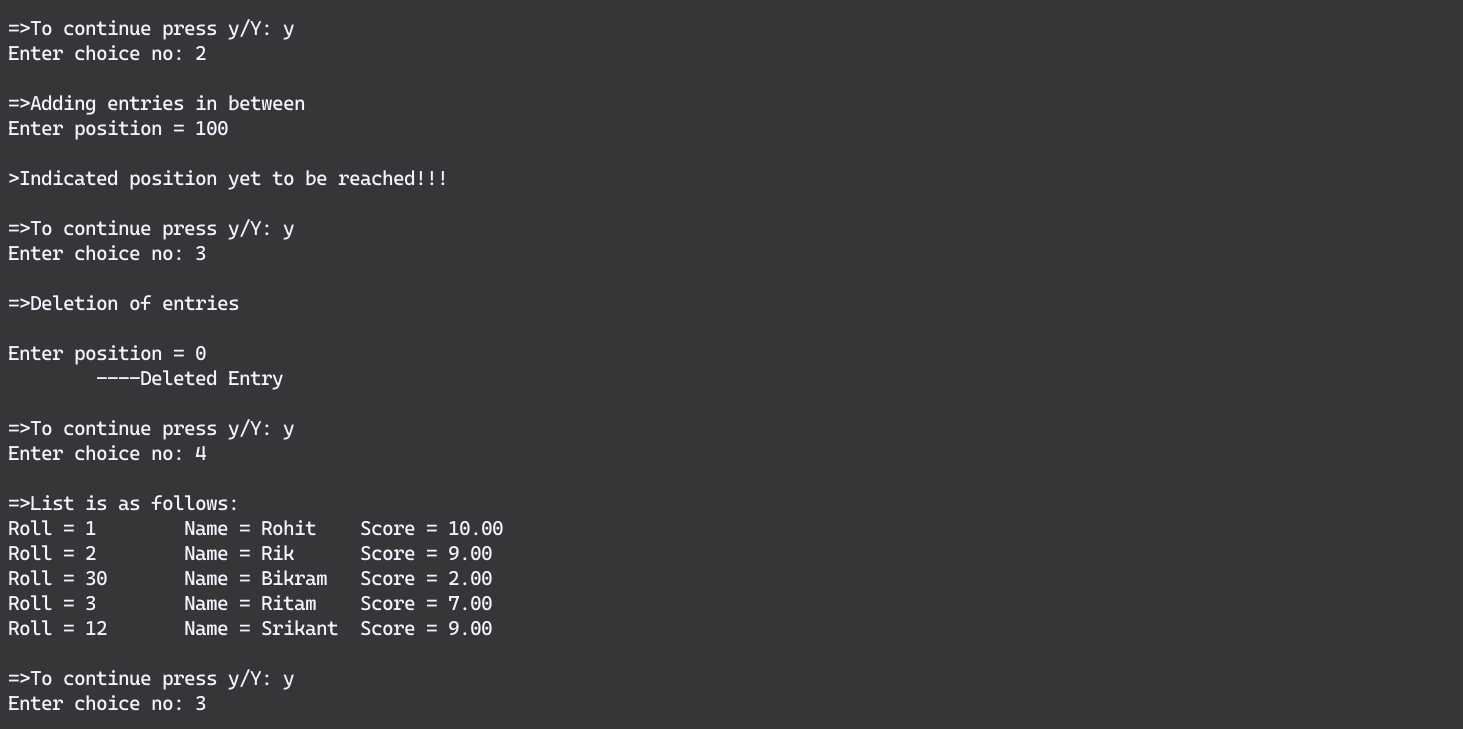 =>To continue press y/Y: y
Enter choice no: 2
=>Adding entries in between
Enter position = 100
>Indicated position yet to be reached!!!
=>To continue press y/Y: y
Enter choice no: 3
=>Deletion of entries
Enter position = 0
----Deleted Entry
=>To continue press y/Y: y
Enter choice no: 4
=>List is as follows:
Roll = 1 Name = Rohit Score = 10.00
Roll = 2 Name = Rik Score = 9.00
Roll = 30 Name = Bikram Score = 2.00
Roll = 3 Name = Ritam Score = 7.00
Roll = 12 Name = Srikant Score = 9.00
=>To continue press y/Y: y
Enter choice no: 3